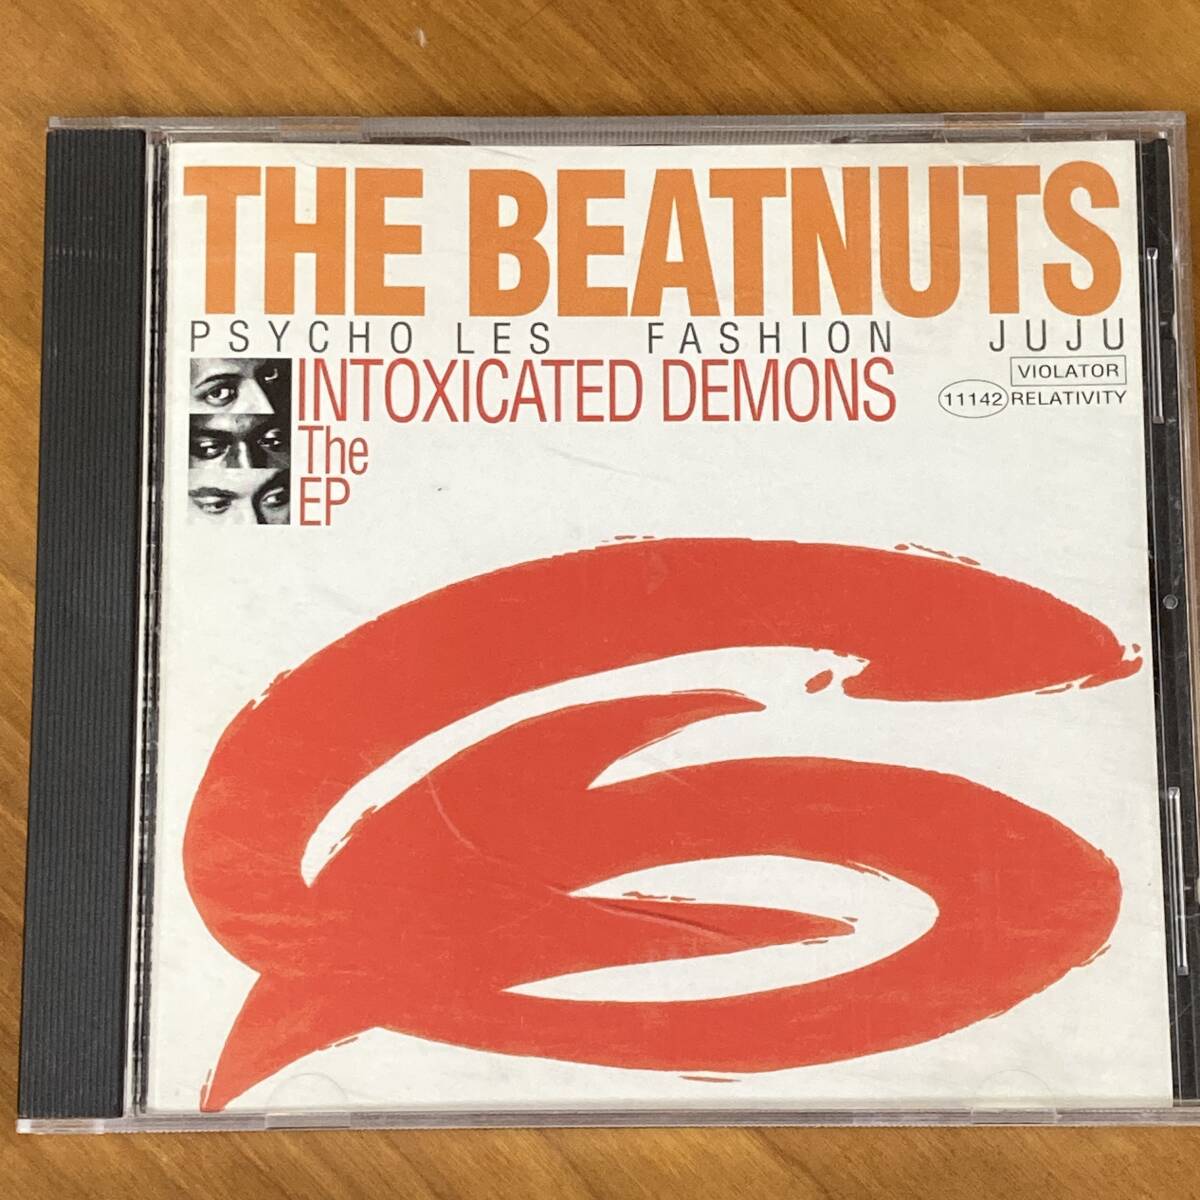 THE BEATNUTS
PSYCHO LES FASHION JUJU
INTOXICATED DEMONS
The
EP
VIOLATOR
11142 RELATIVITY